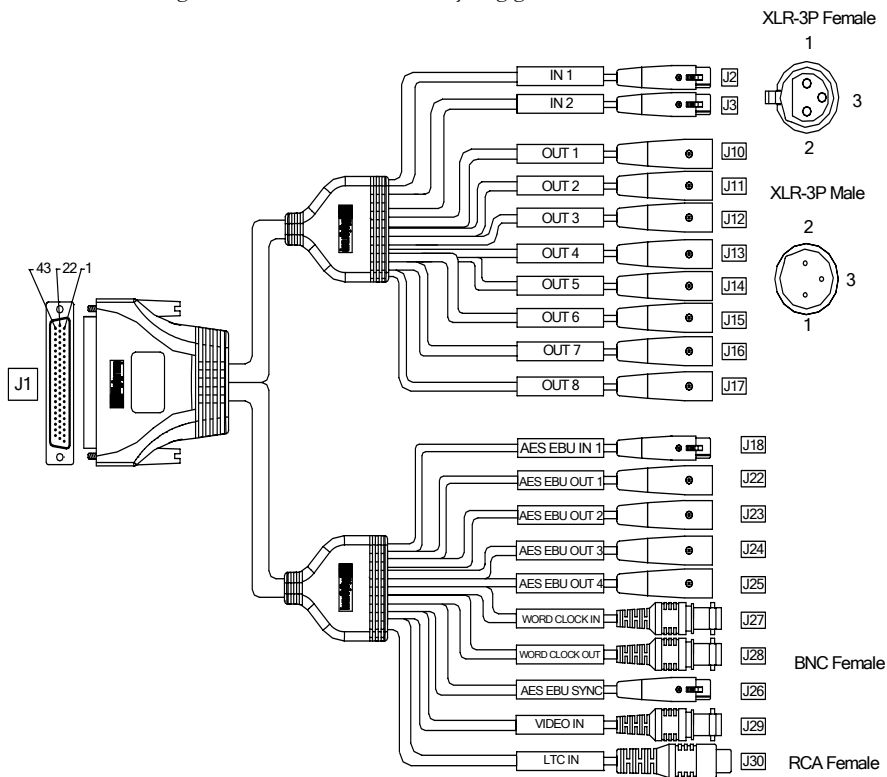 XLR-3P Female
1
3
2
IN 1 J2
IN 2 J3
OUT 1 J10
OUT 2 J11
OUT 3 J12
OUT 4 J13
OUT 5 J14
OUT 6 J15
OUT 7 J16
OUT 8 J17
XLR-3P Male
2
3
1
43 22 1
J1
AES EBU IN 1 J18
AES EBU OUT 1 J22
AES EBU OUT 2 J23
AES EBU OUT 3 J24
AES EBU OUT 4 J25
WORD CLOCK IN J27
WORD CLOCK OUT J28
BNC Female
AES EBU SYNC J26
VIDEO IN J29
LTC IN J30
RCA Female